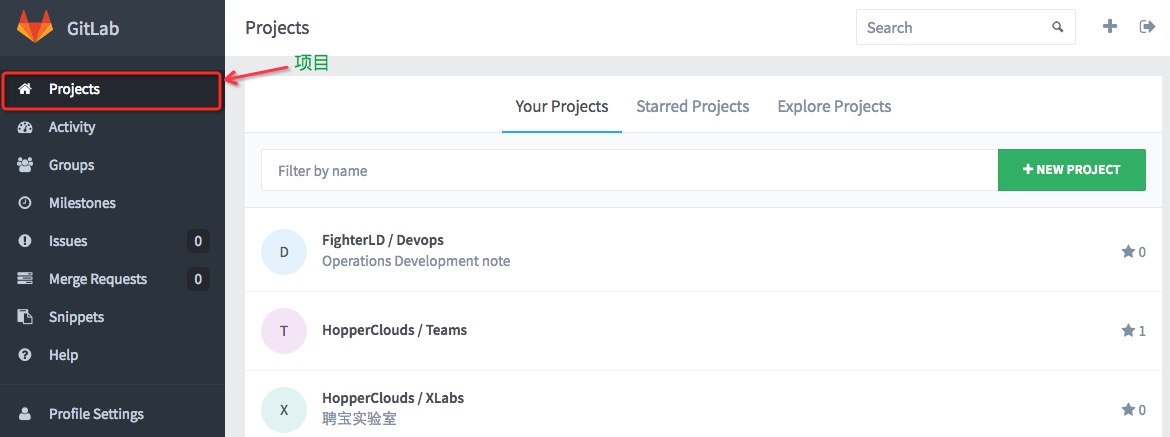 GitLab
Projects
Search
项目
Projects
Activity
Groups
Milestones
Issues 0
Merge Requests 0
Snippets
Help
Profile Settings
Your Projects Starred Projects Explore Projects
Filter by name
NEW PROJECT
D
FighterLD / Devops
Operations Development note
0
T
HopperClouds / Teams
1
X
HopperClouds / XLabs
聘宝实验室
0